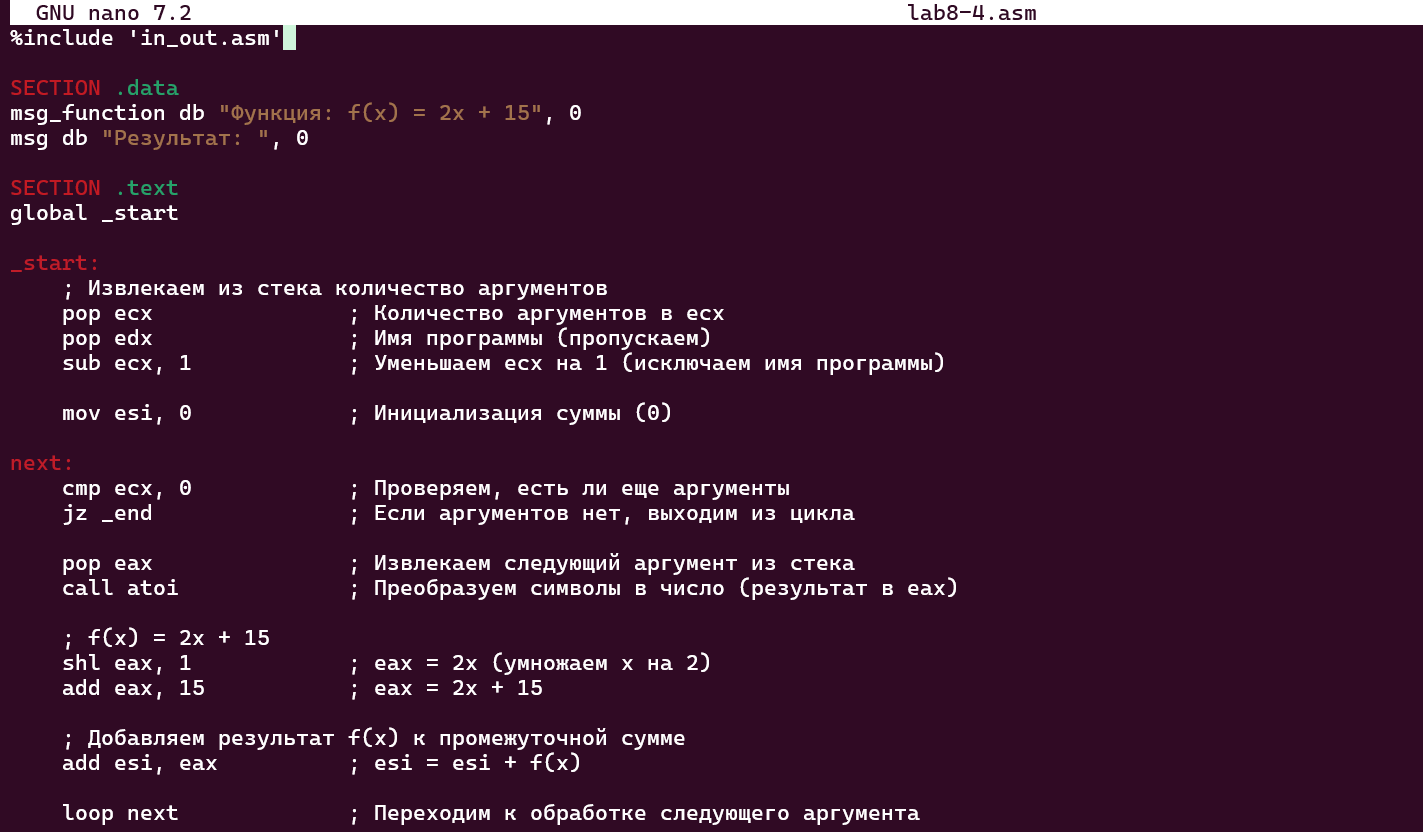 GNU nano 7.2 lab8-4.asm
%include 'in_out.asm'
SECTION .data
msg_function db "Функция: f(x) = 2x + 15", 0
msg db "Результат: ", 0
SECTION .text
global _start
_start:
; Извлекаем из стека количество аргументов
pop ecx ; Количество аргументов в ecx
pop edx ; Имя программы (пропускаем)
sub ecx, 1 ; Уменьшаем ecx на 1 (исключаем имя программы)
mov esi, 0 ; Инициализация суммы (0)
next:
cmp ecx, 0 ; Проверяем, есть ли еще аргументы
jz _end ; Если аргументов нет, выходим из цикла
pop eax ; Извлекаем следующий аргумент из стека
call atoi ; Преобразуем символы в число (результат в eax)
; f(x) = 2x + 15
shl eax, 1 ; eax = 2x (умножаем x на 2)
add eax, 15 ; eax = 2x + 15
; Добавляем результат f(x) к промежуточной сумме
add esi, eax ; esi = esi + f(x)
loop next ; Переходим к обработке следующего аргумента